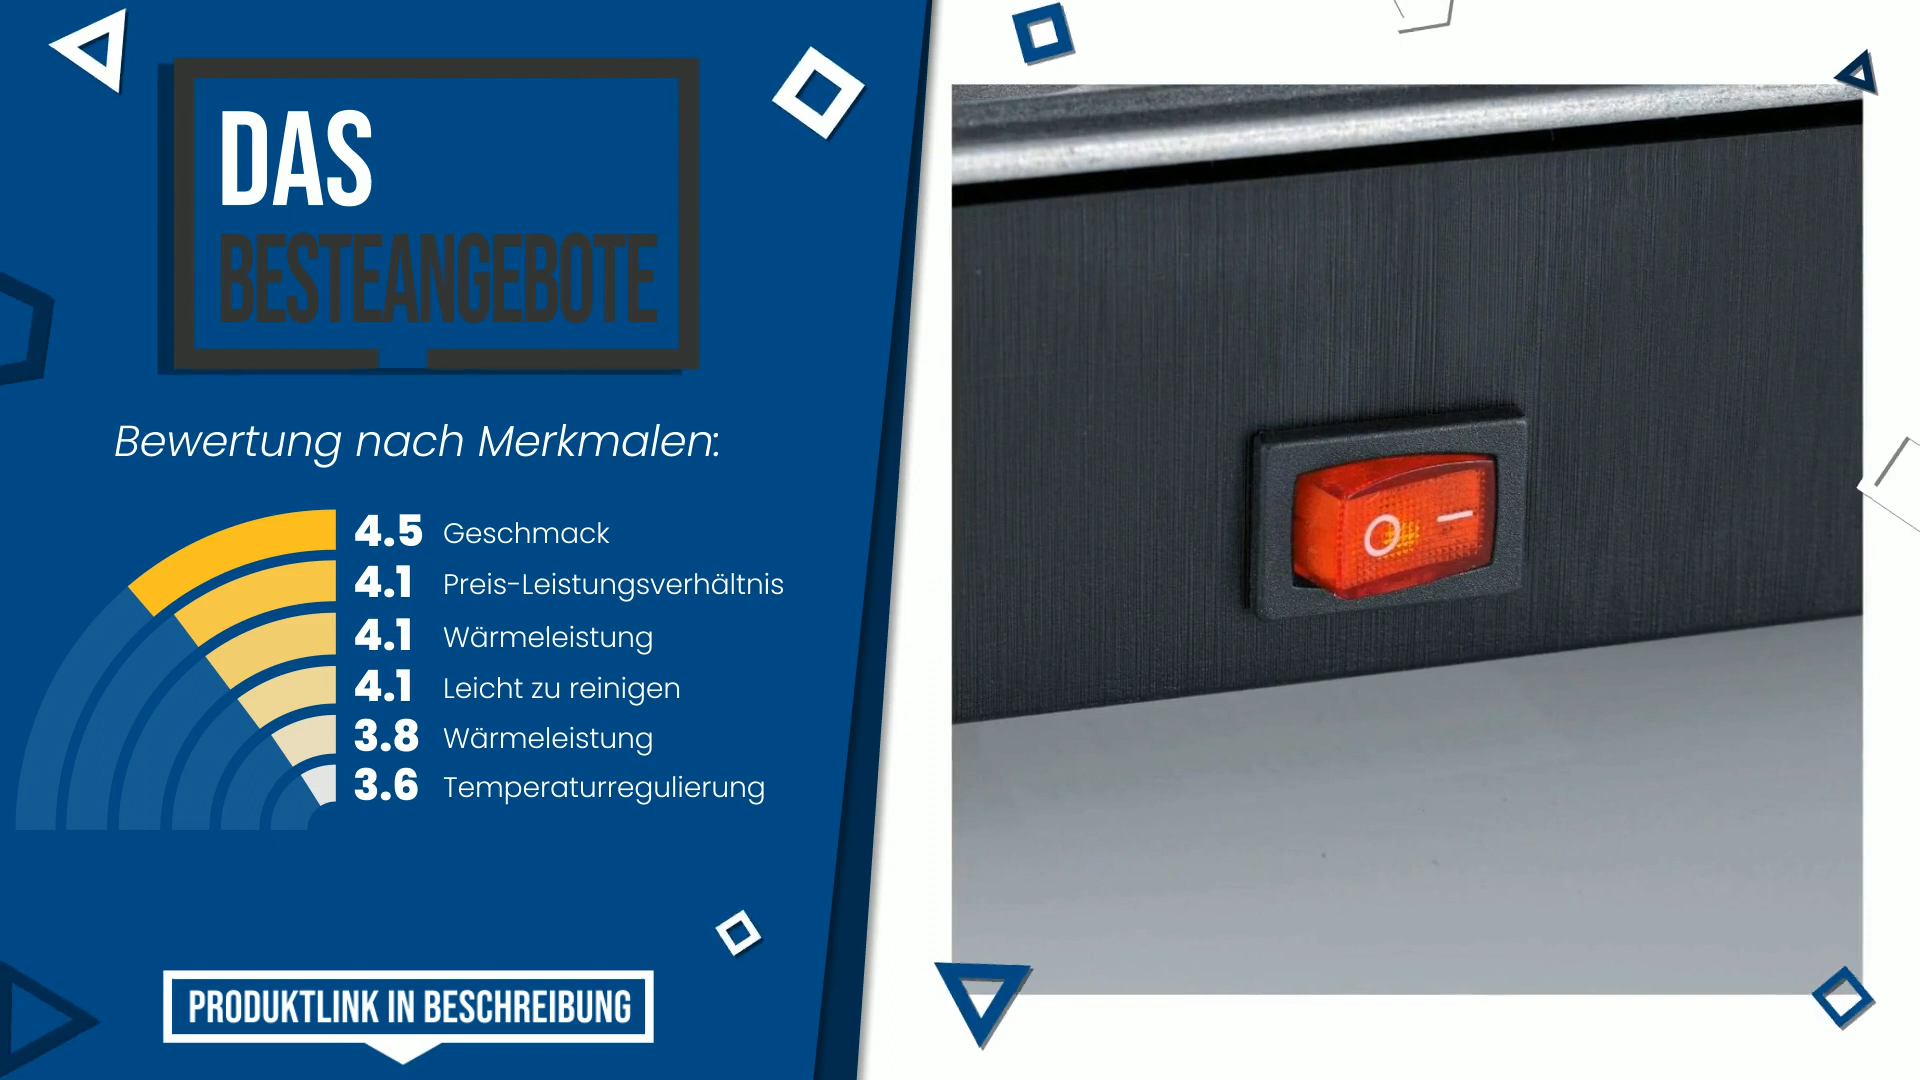 DAS
BESTEANGEBOTE
Bewertung nach Merkmalen:
4.5 Geschmack
4.1 Preis-Leistungsverhältnis
4.1 Wärmeleistung
4.1 Leicht zu reinigen
3.8 Wärmeleistung
3.6 Temperaturregulierung
PRODUKTLINK IN BESCHREIBUNG